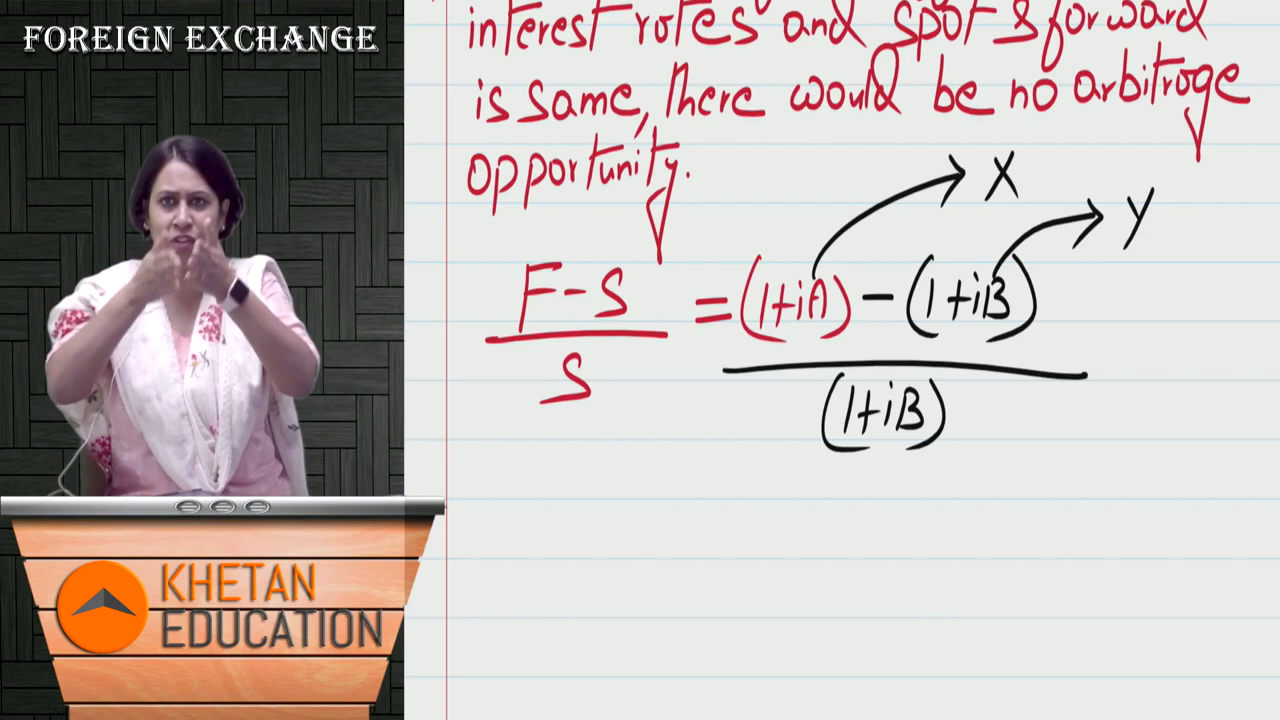 FOREIGN EXCHANGE
interest rates and spot & forward
is same, there would be no arbitrage
opportunity.
X
Y
F-S = (1+iA) - (1+iB)
S (1+iB)
KHETAN
EDUCATION